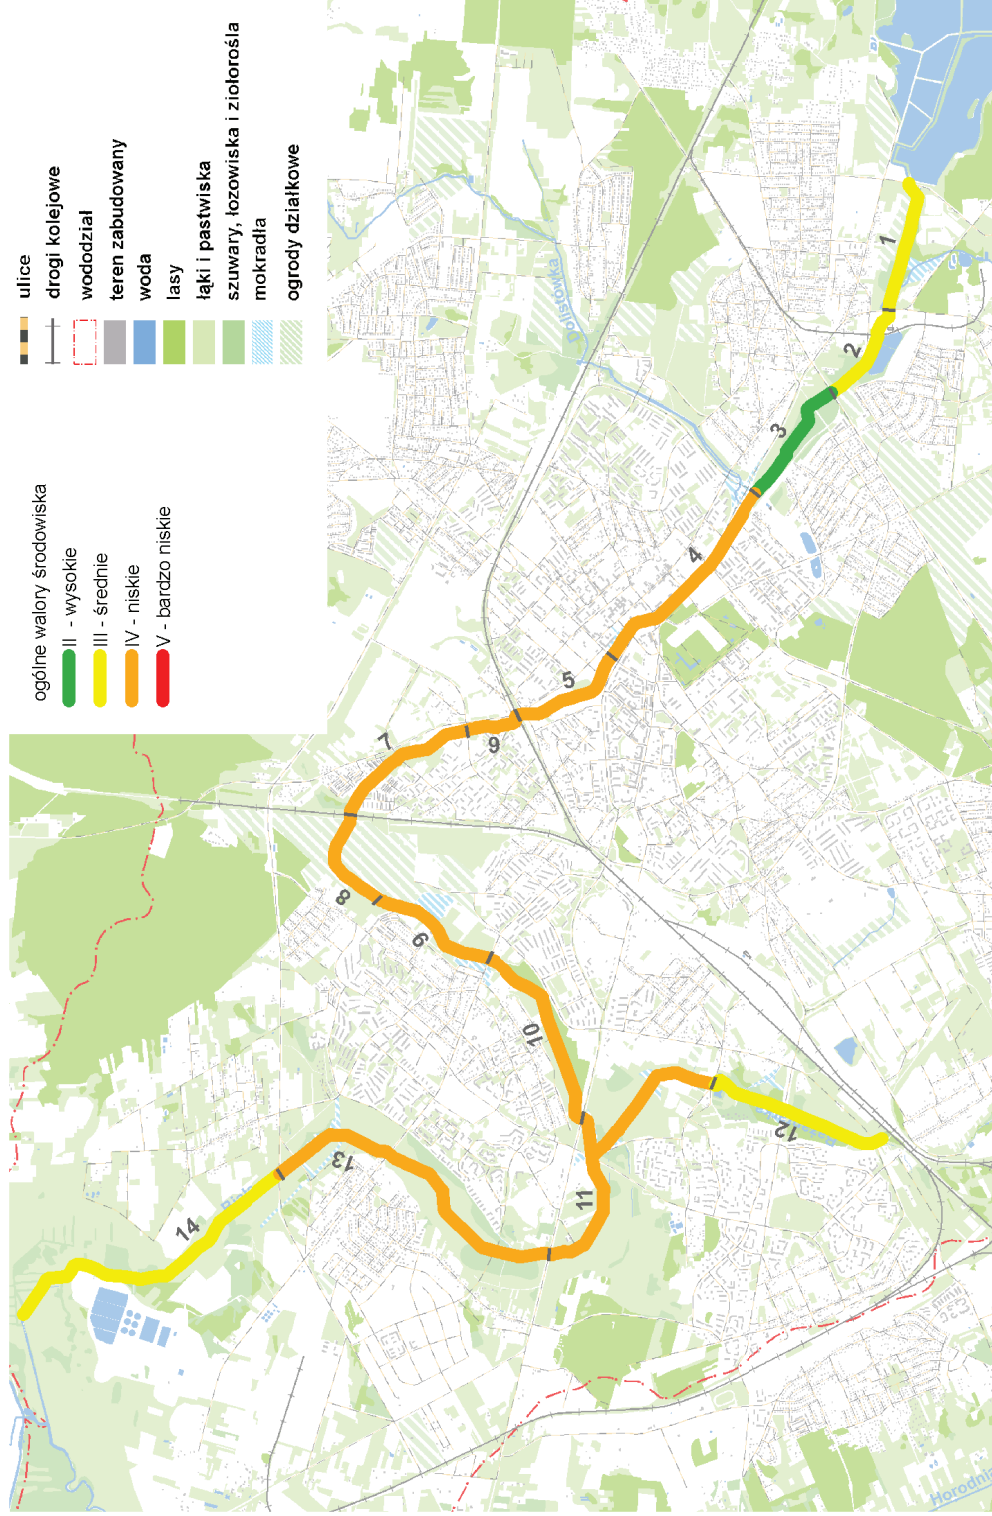 ulice
drogi kolejowe
wododział
teren zabudowany
woda
lasy
łąki i pastwiska
szuwary, łozowiska i ziołorośla
mokradła
ogrody działkowe
ogólne walory środowiska
II - wysokie
III - średnie
IV - niskie
V - bardzo niskie
Dolistówka
1
2
3
4
5
6
7
8
9
10
11
12
13
14
Horodnia